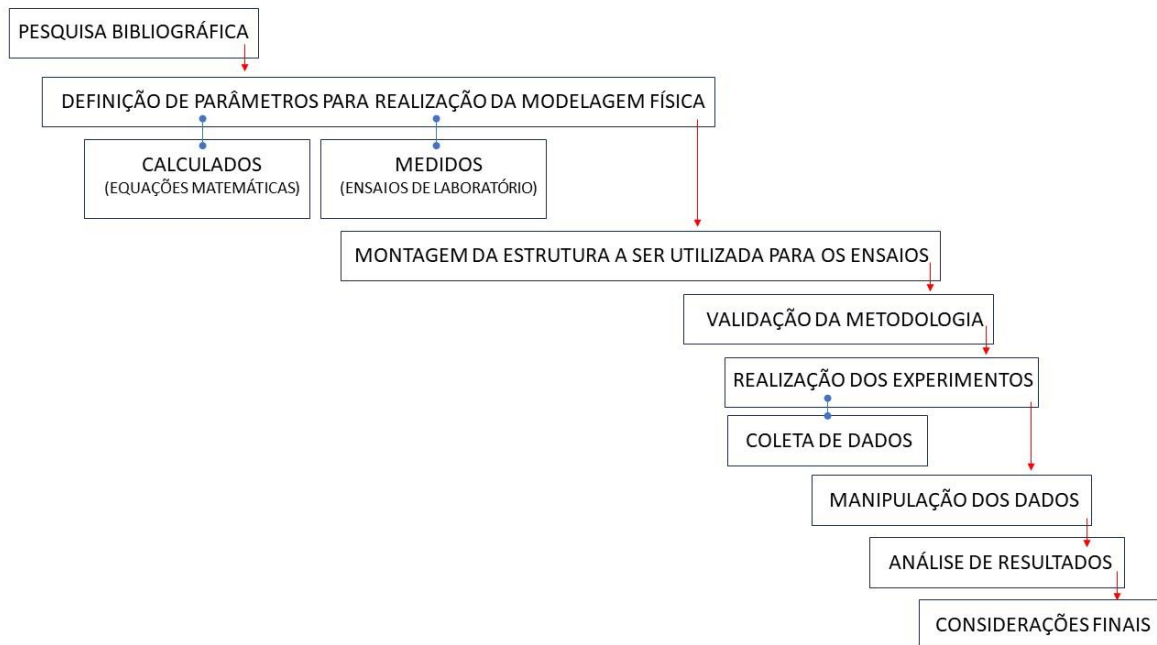 PESQUISA BIBLIOGRÁFICA
DEFINIÇÃO DE PARÂMETROS PARA REALIZAÇÃO DA MODELAGEM FÍSICA
CALCULADOS
(EQUAÇÕES MATEMÁTICAS)
MEDIDOS
(ENSAIOS DE LABORATÓRIO)
MONTAGEM DA ESTRUTURA A SER UTILIZADA PARA OS ENSAIOS
VALIDAÇÃO DA METODOLOGIA
REALIZAÇÃO DOS EXPERIMENTOS
COLETA DE DADOS
MANIPULAÇÃO DOS DADOS
ANÁLISE DE RESULTADOS
CONSIDERAÇÕES FINAIS